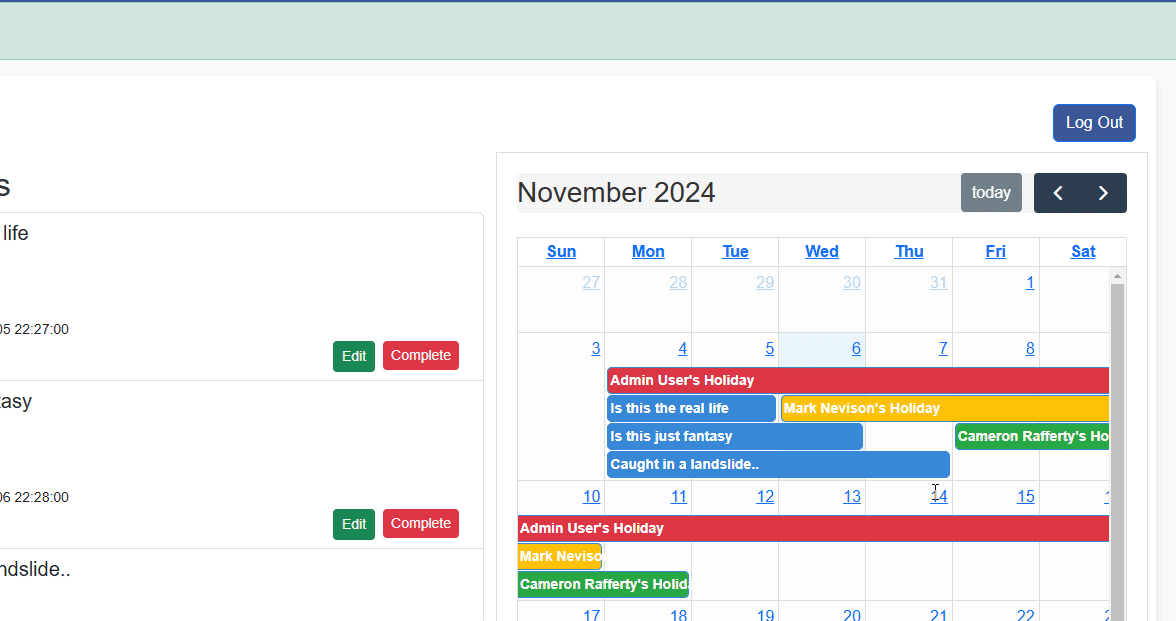 Log Out
s
life
05 22:27:00
Edit Complete
tasy
06 22:28:00
Edit Complete
ndslide..
November 2024 today
Sun Mon Tue Wed Thu Fri Sat
27 28 29 30 31 1
3 4 5 6 7 8
Admin User's Holiday
Is this the real life Mark Nevison's Holiday
Is this just fantasy Cameron Rafferty's Ho
Caught in a landslide..
10 11 12 13 14 15 1
Admin User's Holiday
Mark Neviso
Cameron Rafferty's Holida
17 18 19 20 21 22 2